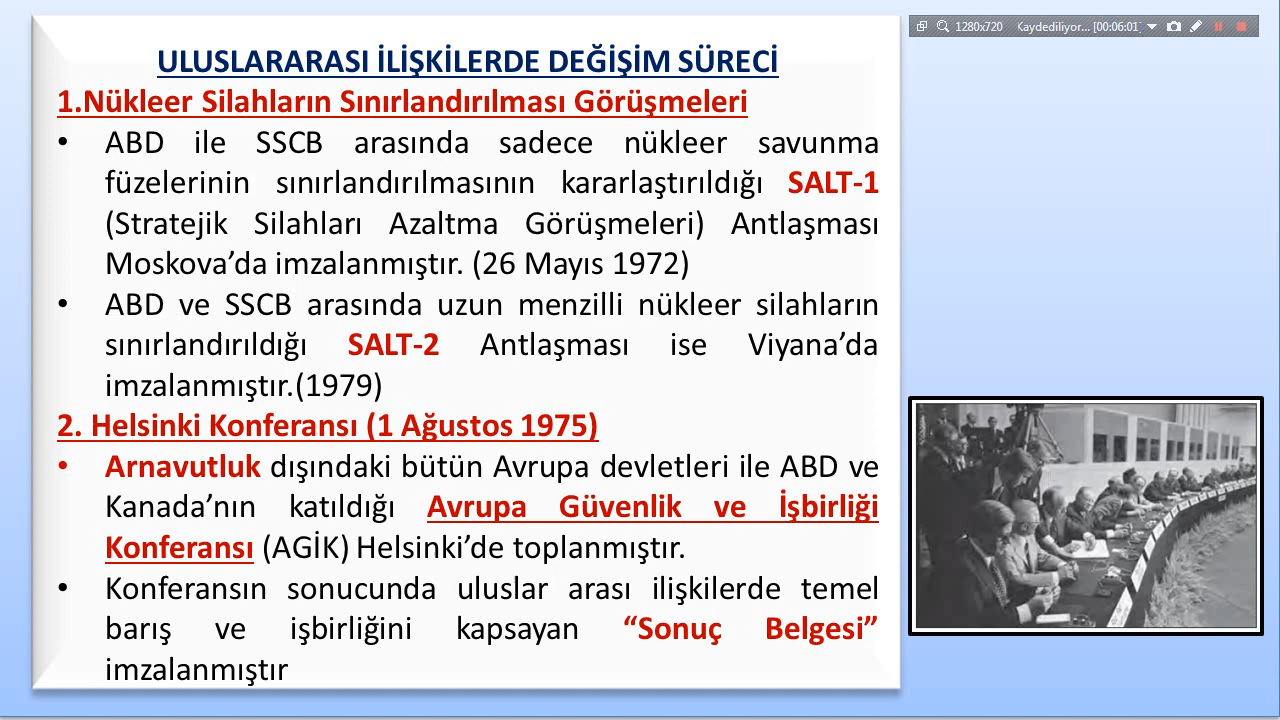 ULUSLARARASI İLİŞKİLERDE DEĞİŞİM SÜRECİ
1.Nükleer Silahların Sınırlandırılması Görüşmeleri
• ABD ile SSCB arasında sadece nükleer savunma
füzelerinin sınırlandırılmasının kararlaştırıldığı SALT-1
(Stratejik Silahları Azaltma Görüşmeleri) Antlaşması
Moskova’da imzalanmıştır. (26 Mayıs 1972)
• ABD ve SSCB arasında uzun menzilli nükleer silahların
sınırlandırıldığı SALT-2 Antlaşması ise Viyana’da
imzalanmıştır.(1979)
2. Helsinki Konferansı (1 Ağustos 1975)
• Arnavutluk dışındaki bütün Avrupa devletleri ile ABD ve
Kanada’nın katıldığı Avrupa Güvenlik ve İşbirliği
Konferansı (AGİK) Helsinki’de toplanmıştır.
• Konferansın sonucunda uluslar arası ilişkilerde temel
barış ve işbirliğini kapsayan “Sonuç Belgesi”
imzalanmıştır
1280x720 Kaydediliyor... [00:06:01]